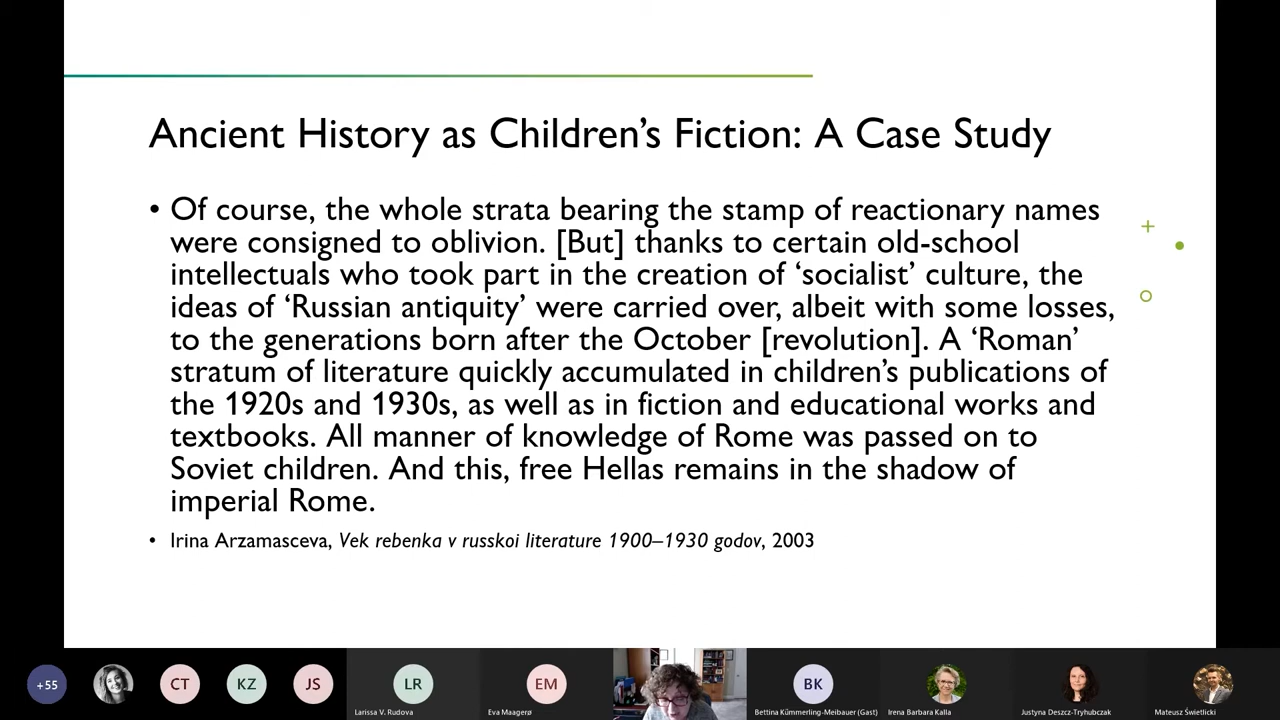 Ancient History as Children's Fiction: A Case Study
• Of course, the whole strata bearing the stamp of reactionary names
were consigned to oblivion. [But] thanks to certain old-school
intellectuals who took part in the creation of ‘socialist’ culture, the
ideas of ‘Russian antiquity’ were carried over, albeit with some losses,
to the generations born after the October [revolution]. A ‘Roman’
stratum of literature quickly accumulated in children’s publications of
the 1920s and 1930s, as well as in fiction and educational works and
textbooks. All manner of knowledge of Rome was passed on to
Soviet children. And this, free Hellas remains in the shadow of
imperial Rome.
• Irina Arzamasceva, Vek rebenka v russkoi literature 1900–1930 godov, 2003
+55
CT
KZ
JS
LR
Larissa V. Rudova
EM
Eva Maagerø
BK
Bettina Kümmerling-Meibauer (Gast)
Irena Barbara Kalla
Justyna Deszcz-Tryhubczak
Mateusz Świetlicki